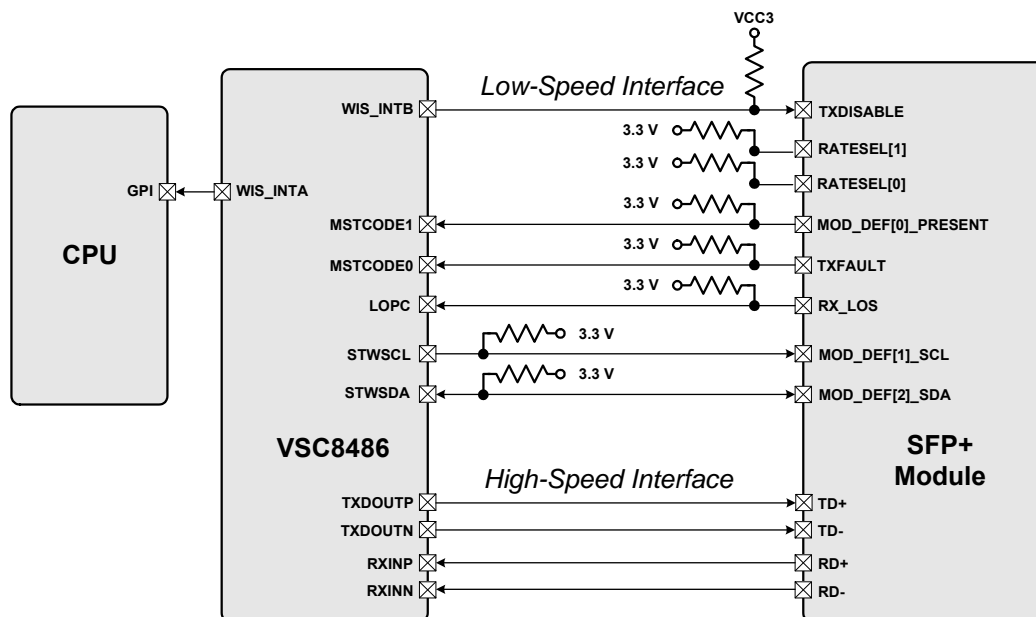 VCC3
Low-Speed Interface
WIS_INTB
TXDISABLE
3.3 V
RATESEL[1]
3.3 V
RATESEL[0]
GPI
WIS_INTA
3.3 V
MSTCODE1
MOD_DEF[0]_PRESENT
CPU
3.3 V
MSTCODE0
TXFAULT
3.3 V
LOPC
RX_LOS
3.3 V
STWSCL
MOD_DEF[1]_SCL
3.3 V
STWSDA
MOD_DEF[2]_SDA
VSC8486
SFP+
Module
High-Speed Interface
TXDOUTP
TD+
TXDOUTN
TD-
RXINP
RD+
RXINN
RD-